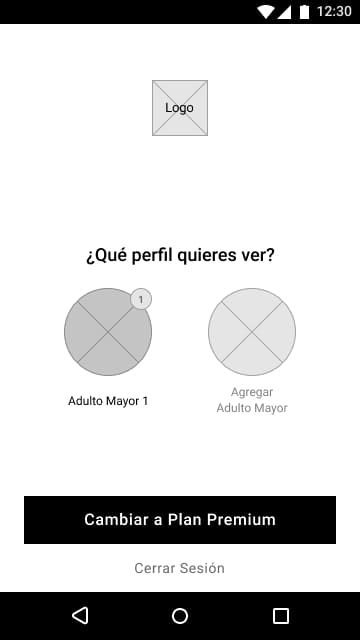 12:30
Logo
¿Qué perfil quieres ver?
1
Adulto Mayor 1
Agregar
Adulto Mayor
Cambiar a Plan Premium
Cerrar Sesión